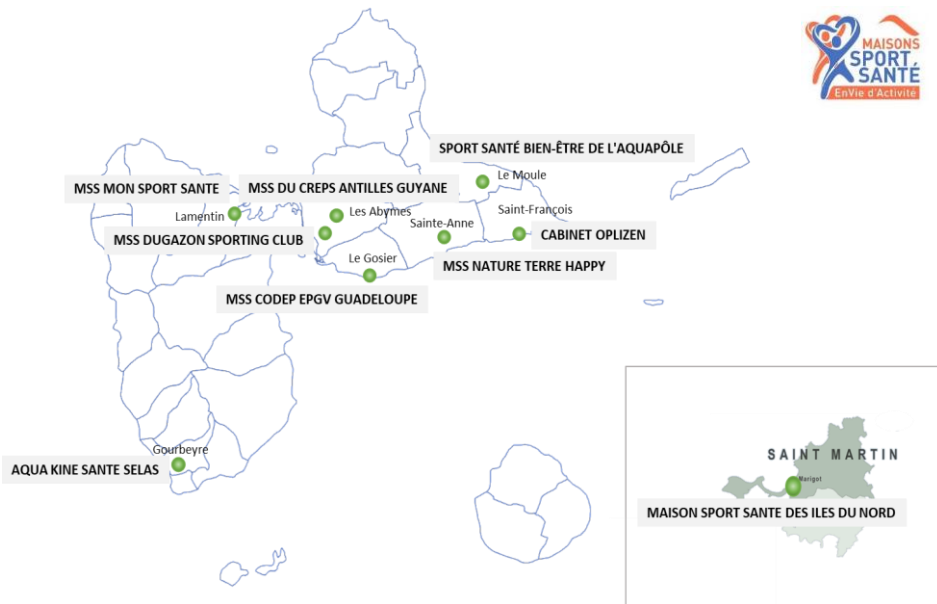 MAISONS
SPORT
SANTÉ
EnVie d'Activité
SPORT SANTÉ BIEN-ÊTRE DE L'AQUAPÔLE
Le Moule
MSS MON SPORT SANTE
MSS DU CREPS ANTILLES GUYANE
Lamentin
Les Abymes
Saint-François
Sainte-Anne
MSS DUGAZON SPORTING CLUB
CABINET OPLIZEN
Le Gosier
MSS NATURE TERRE HAPPY
MSS CODEP EPGV GUADELOUPE
Gourbeyre
AQUA KINE SANTE SELAS
SAINT MARTIN
Marigot
MAISON SPORT SANTE DES ILES DU NORD